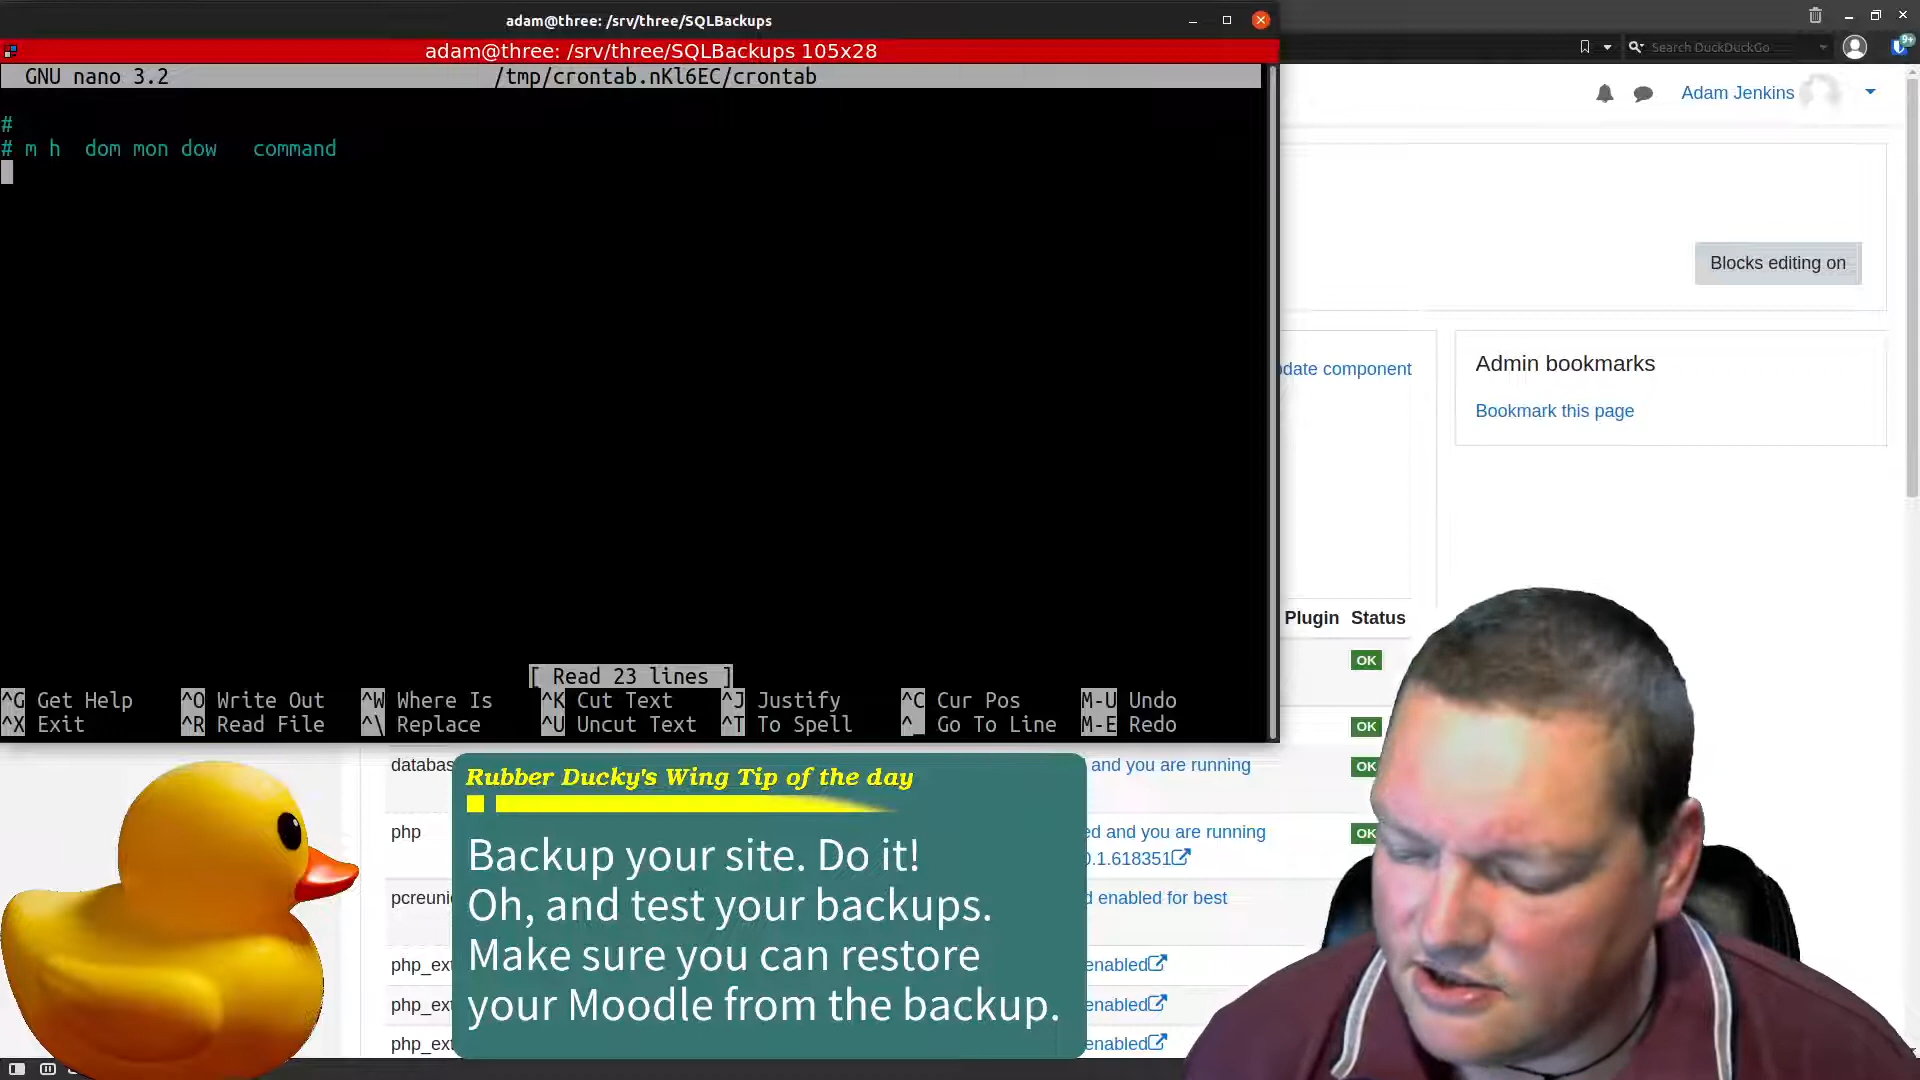 adam@three: /srv/three/SQLBackups
adam@three: /srv/three/SQLBackups 105x28
GNU nano 3.2 /tmp/crontab.nKl6EC/crontab
#
# m h  dom mon dow   command
[ Read 23 lines ]
^G Get Help ^O Write Out ^W Where Is ^K Cut Text ^J Justify ^C Cur Pos M-U Undo
^X Exit ^R Read File ^\ Replace ^U Uncut Text ^T To Spell ^_ Go To Line M-E Redo
Search DuckDuckGo
9+
Adam Jenkins
Blocks editing on
date component
Admin bookmarks
Bookmark this page
Plugin Status
OK
OK
databas and you are running OK
php ed and you are running OK
0.1.618351
pcreuni d enabled for best
php_ext enabled
php_ext enabled
php_ext enabled
Rubber Ducky's Wing Tip of the day
Backup your site. Do it!
Oh, and test your backups.
Make sure you can restore
your Moodle from the backup.